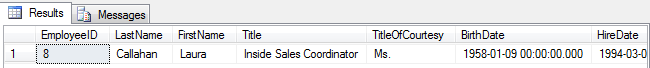 Results Messages
EmployeeID LastName FirstName Title TitleOfCourtesy BirthDate HireDate
1 8 Callahan Laura Inside Sales Coordinator Ms. 1958-01-09 00:00:00.000 1994-03-0